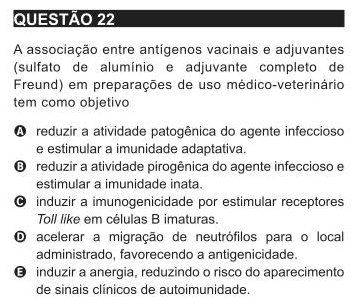 QUESTÃO 22
A associação entre antígenos vacinais e adjuvantes
(sulfato de alumínio e adjuvante completo de
Freund) em preparações de uso médico-veterinário
tem como objetivo
A reduzir a atividade patogênica do agente infeccioso
e estimular a imunidade adaptativa.
B reduzir a atividade pirogênica do agente infeccioso e
estimular a imunidade inata.
C induzir a imunogenicidade por estimular receptores
Toll like em células B imaturas.
D acelerar a migração de neutrófilos para o local
administrado, favorecendo a antigenicidade.
E induzir a anergia, reduzindo o risco do aparecimento
de sinais clínicos de autoimunidade.